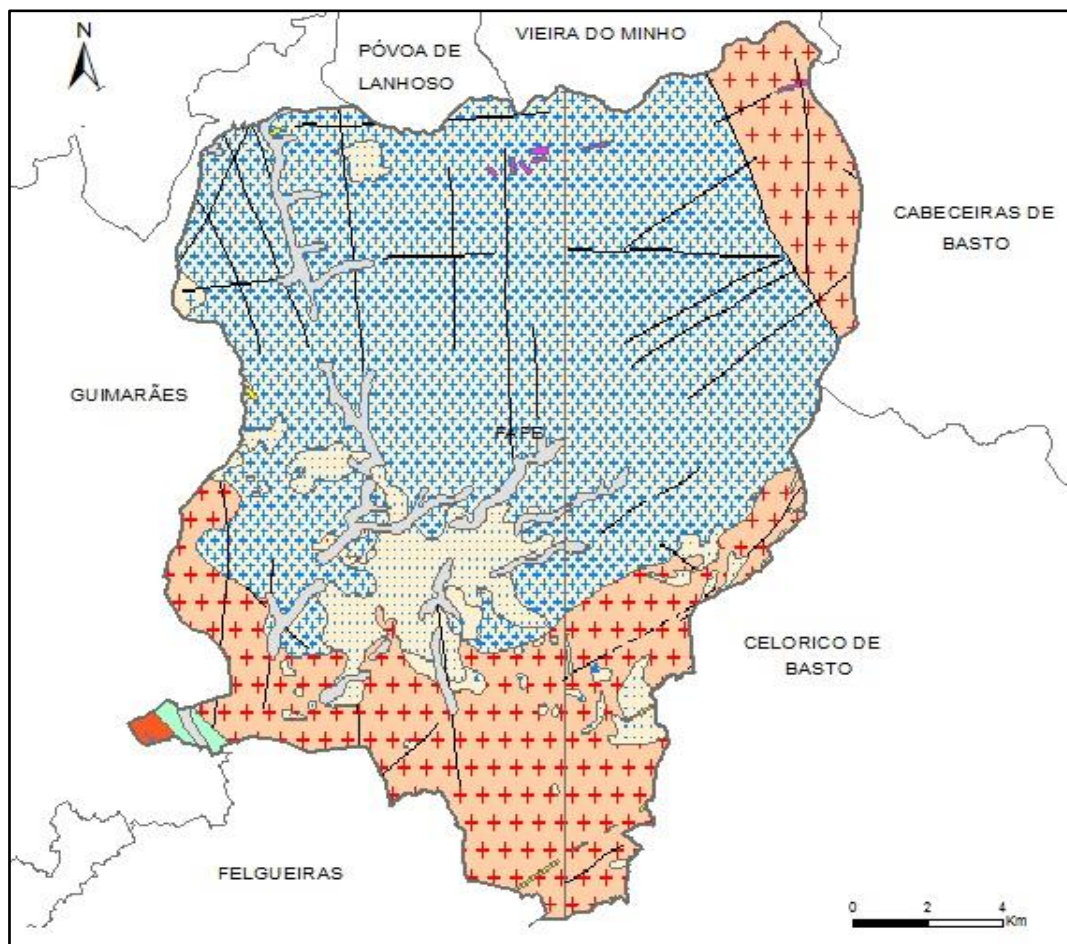 N
VIEIRA DO MINHO
PÓVOA DE
LANHOSO
CABECEIRAS DE
BASTO
GUIMARÃES
FAFE
CELORICO DE
BASTO
FELGUEIRAS
0 2 4
Km